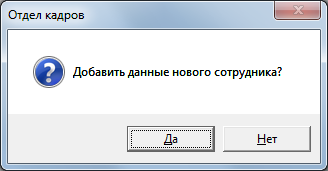 Отдел кадров
Добавить данные нового сотрудника?
Да
Нет